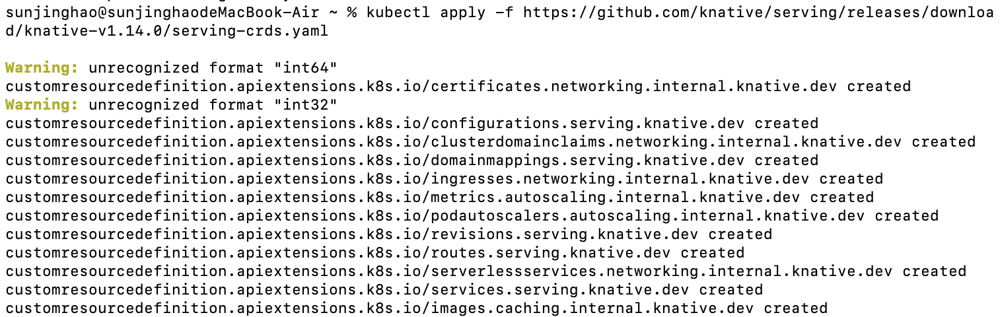 sunjinghao@sunjinghaodeMacBook-Air ~ % kubectl apply -f https://github.com/knative/serving/releases/downloa
d/knative-v1.14.0/serving-crds.yaml
Warning: unrecognized format "int64"
customresourcedefinition.apiextensions.k8s.io/certificates.networking.internal.knative.dev created
Warning: unrecognized format "int32"
customresourcedefinition.apiextensions.k8s.io/configurations.serving.knative.dev created
customresourcedefinition.apiextensions.k8s.io/clusterdomainclaims.networking.internal.knative.dev created
customresourcedefinition.apiextensions.k8s.io/domainmappings.serving.knative.dev created
customresourcedefinition.apiextensions.k8s.io/ingresses.networking.internal.knative.dev created
customresourcedefinition.apiextensions.k8s.io/metrics.autoscaling.internal.knative.dev created
customresourcedefinition.apiextensions.k8s.io/podautoscalers.autoscaling.internal.knative.dev created
customresourcedefinition.apiextensions.k8s.io/revisions.serving.knative.dev created
customresourcedefinition.apiextensions.k8s.io/routes.serving.knative.dev created
customresourcedefinition.apiextensions.k8s.io/serverlessservices.networking.internal.knative.dev created
customresourcedefinition.apiextensions.k8s.io/services.serving.knative.dev created
customresourcedefinition.apiextensions.k8s.io/images.caching.internal.knative.dev created